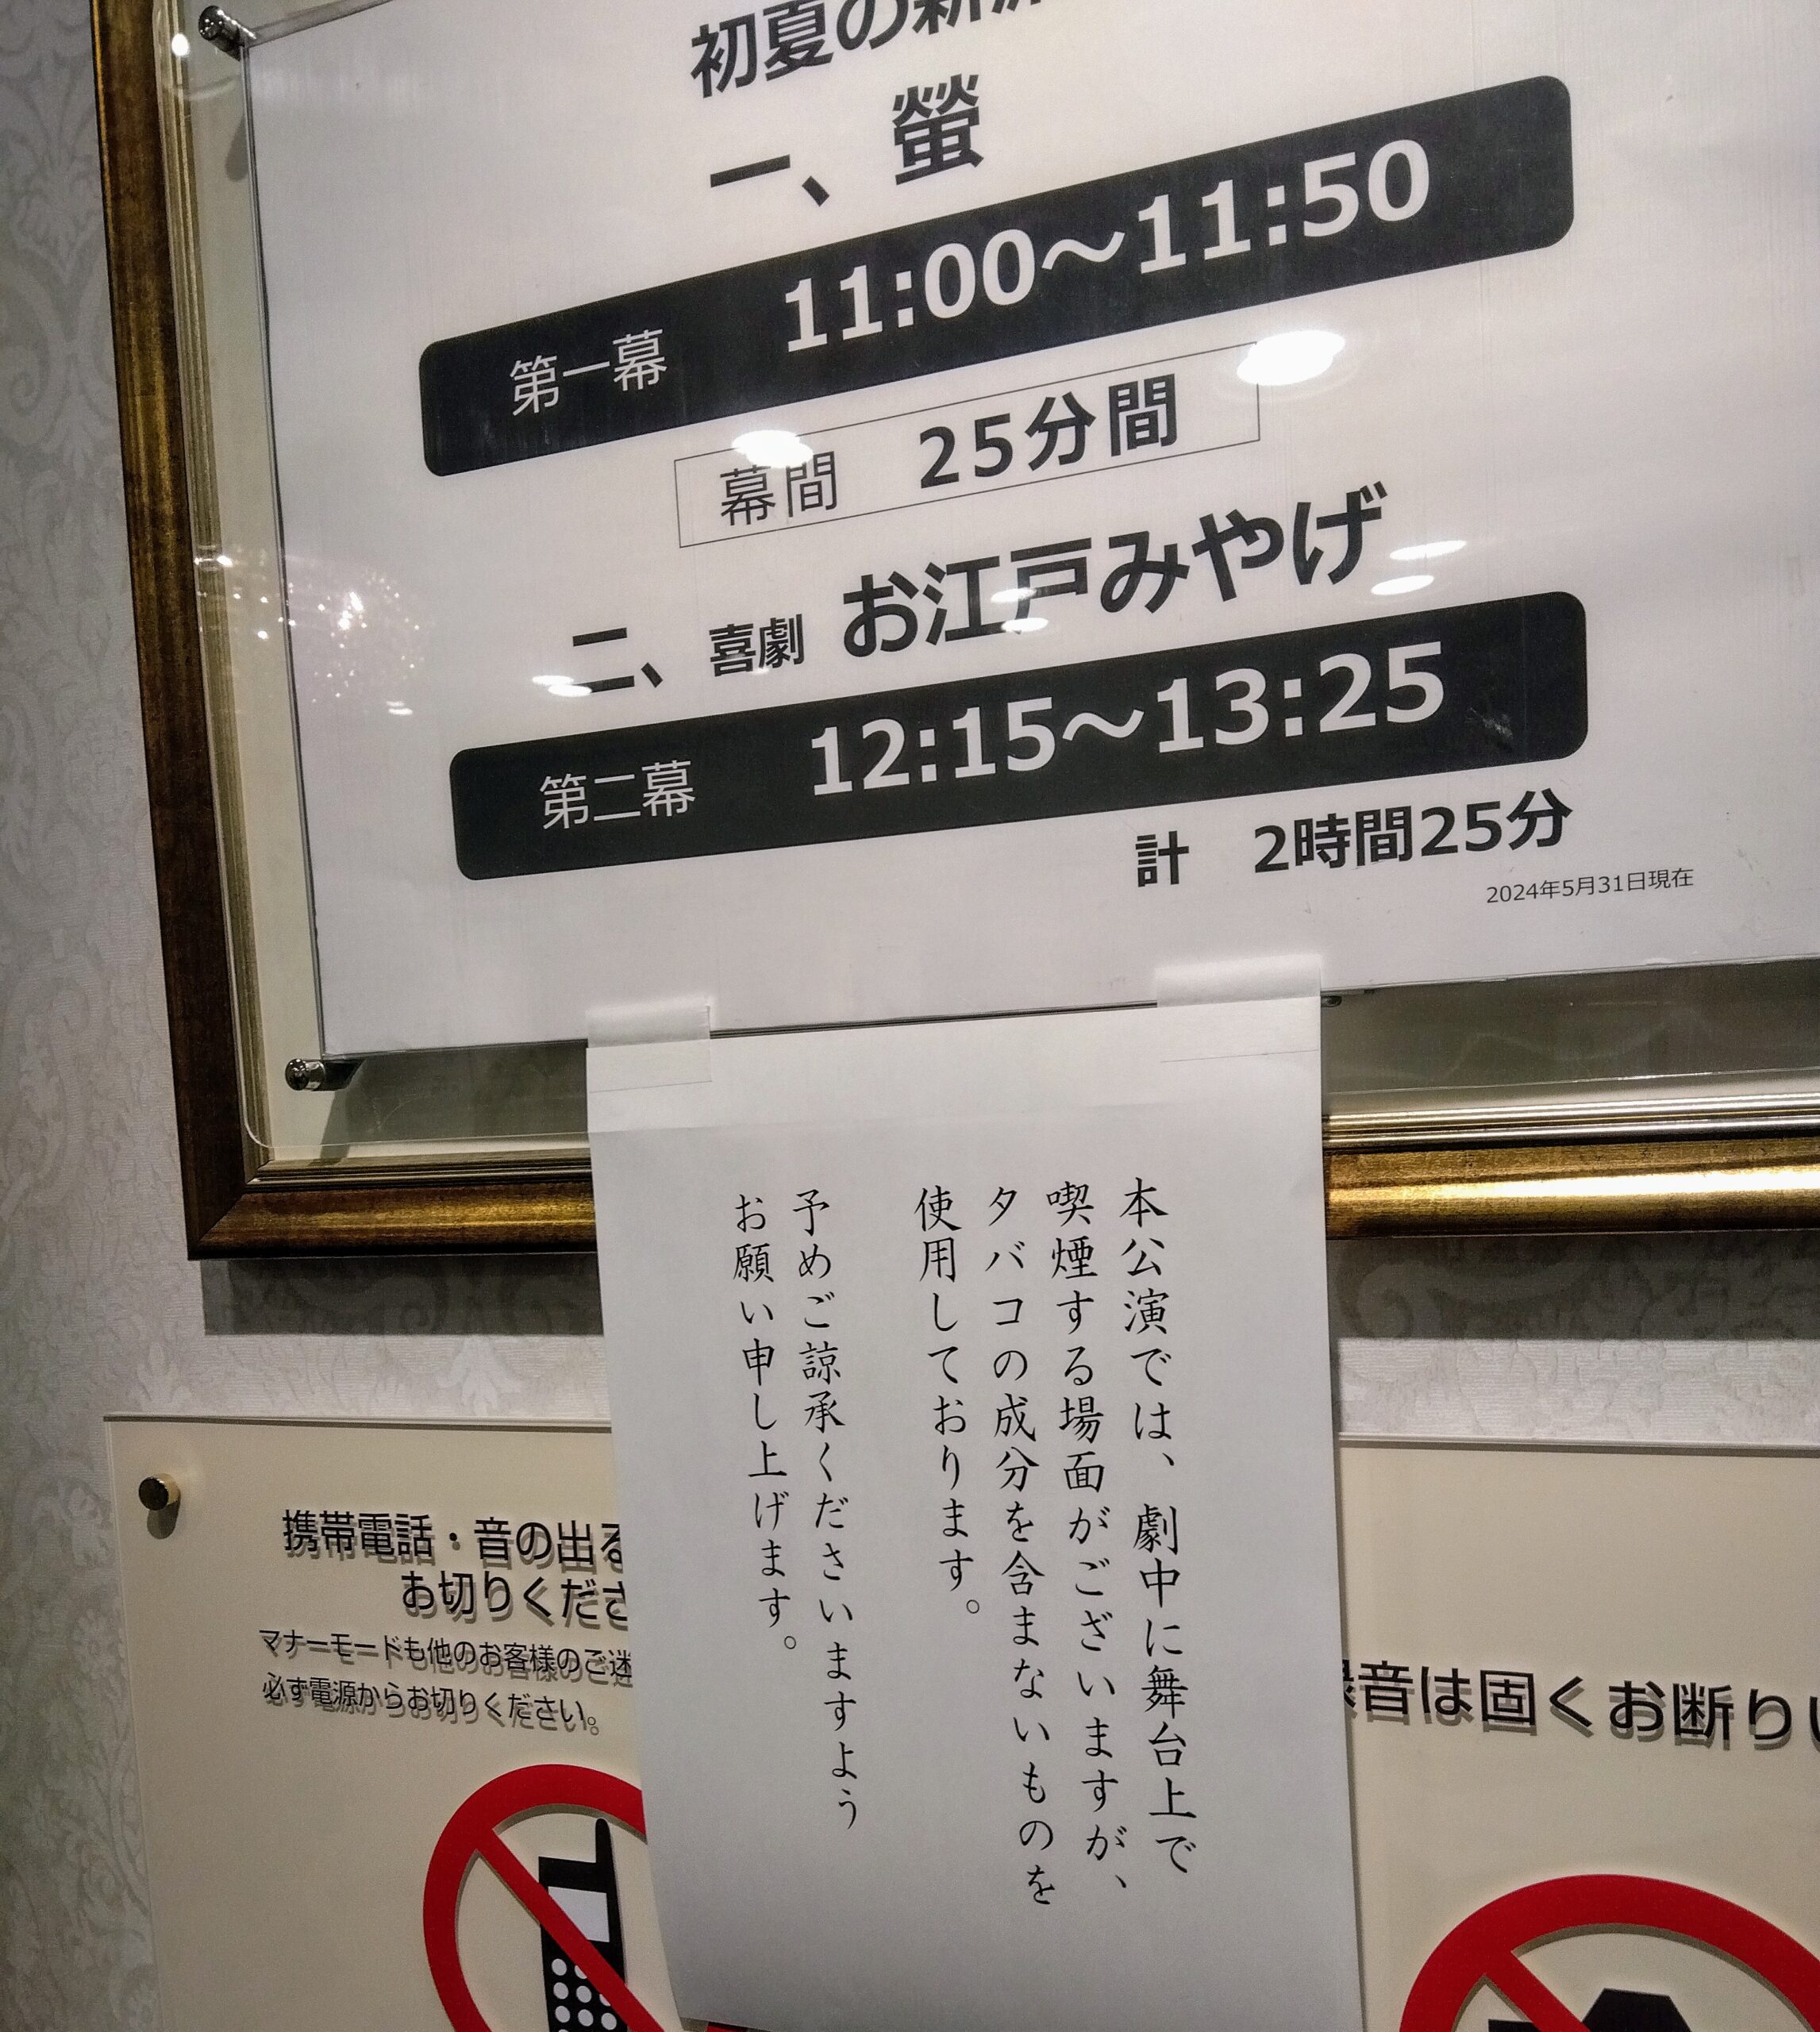 初夏の新派
一、螢
第一幕 11:00～11:50
幕間 25分間
二、喜劇 お江戸みやげ
第二幕 12:15～13:25
計 2時間25分
2024年5月31日現在
本公演では、劇中に舞台上で
喫煙する場面がございますが、
タバコの成分を含まないものを
使用しております。
予めご諒承くださいますよう
お願い申し上げます。
携帯電話・音の出る
お切りくださ
マナーモードも他のお客様のご迷
必ず電源からお切りください。
録音は固くお断りい